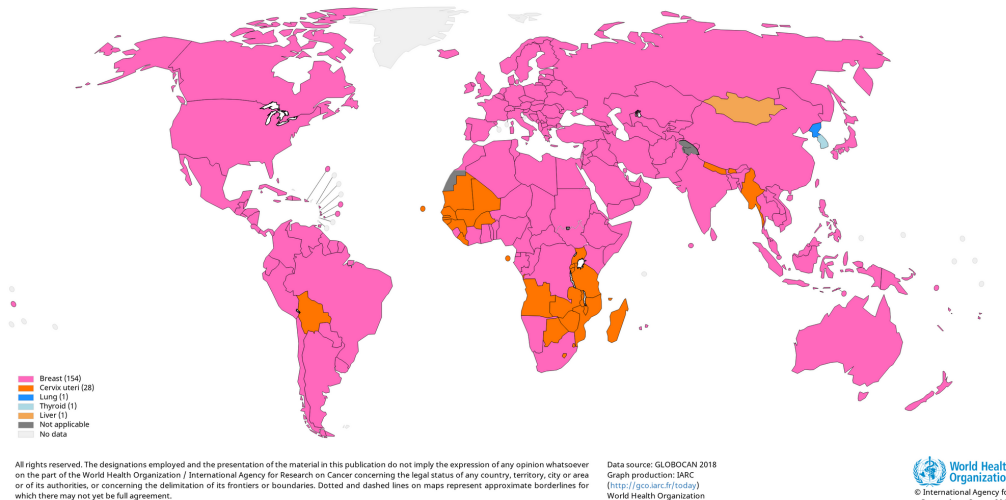 Breast (154)
Cervix uteri (28)
Lung (1)
Thyroid (1)
Liver (1)
Not applicable
No data
All rights reserved. The designations employed and the presentation of the material in this publication do not imply the expression of any opinion whatsoever
on the part of the World Health Organization / International Agency for Research on Cancer concerning the legal status of any country, territory, city or area
or of its authorities, or concerning the delimitation of its frontiers or boundaries. Dotted and dashed lines on maps represent approximate borderlines for
which there may not yet be full agreement.
Data source: GLOBOCAN 2018
Graph production: IARC
(http://gco.iarc.fr/today)
World Health Organization
World Healt
Organizatio
© International Agency fo